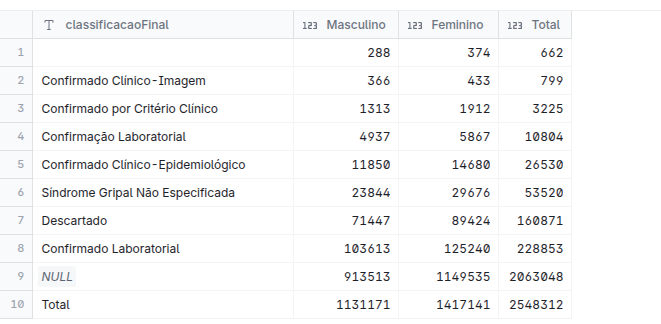 T classificacaoFinal 123 Masculino 123 Feminino 123 Total
1 288 374 662
2 Confirmado Clínico-Imagem 366 433 799
3 Confirmado por Critério Clínico 1313 1912 3225
4 Confirmação Laboratorial 4937 5867 10804
5 Confirmado Clínico-Epidemiológico 11850 14680 26530
6 Síndrome Gripal Não Especificada 23844 29676 53520
7 Descartado 71447 89424 160871
8 Confirmado Laboratorial 103613 125240 228853
9 NULL 913513 1149535 2063048
10 Total 1131171 1417141 2548312